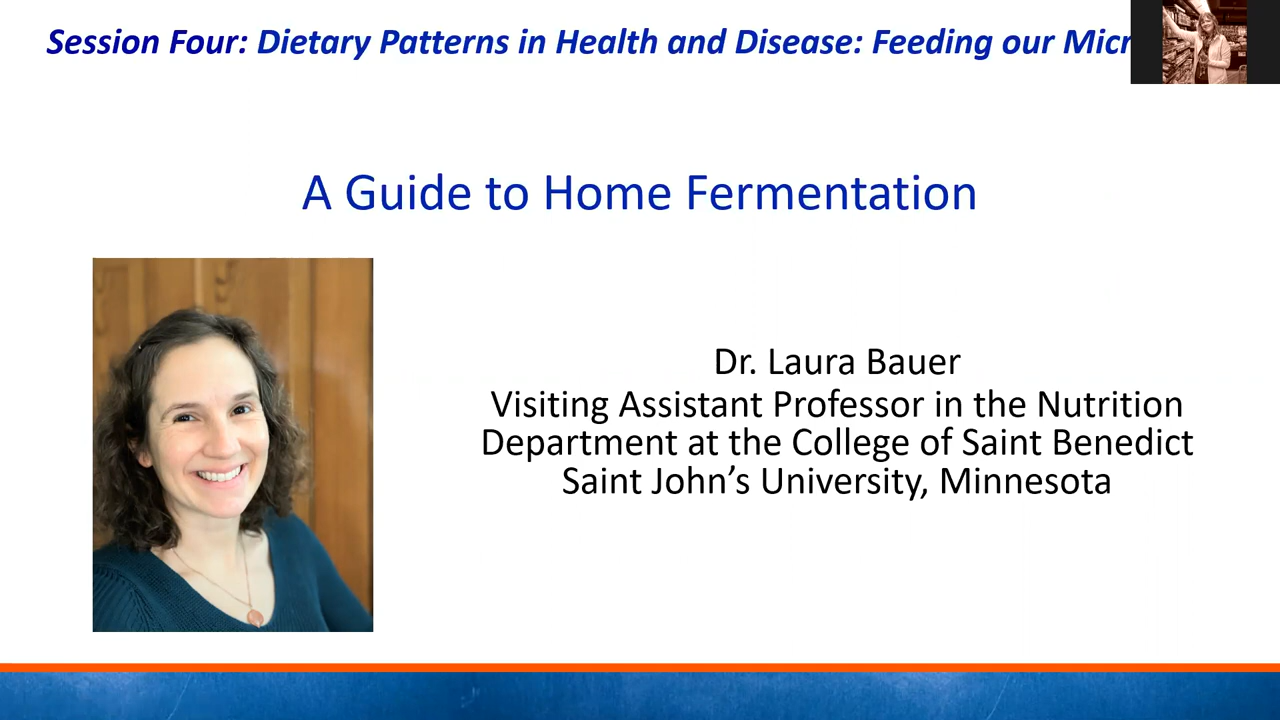 Session Four: Dietary Patterns in Health and Disease: Feeding our Micr
A Guide to Home Fermentation
Dr. Laura Bauer
Visiting Assistant Professor in the Nutrition
Department at the College of Saint Benedict
Saint John’s University, Minnesota